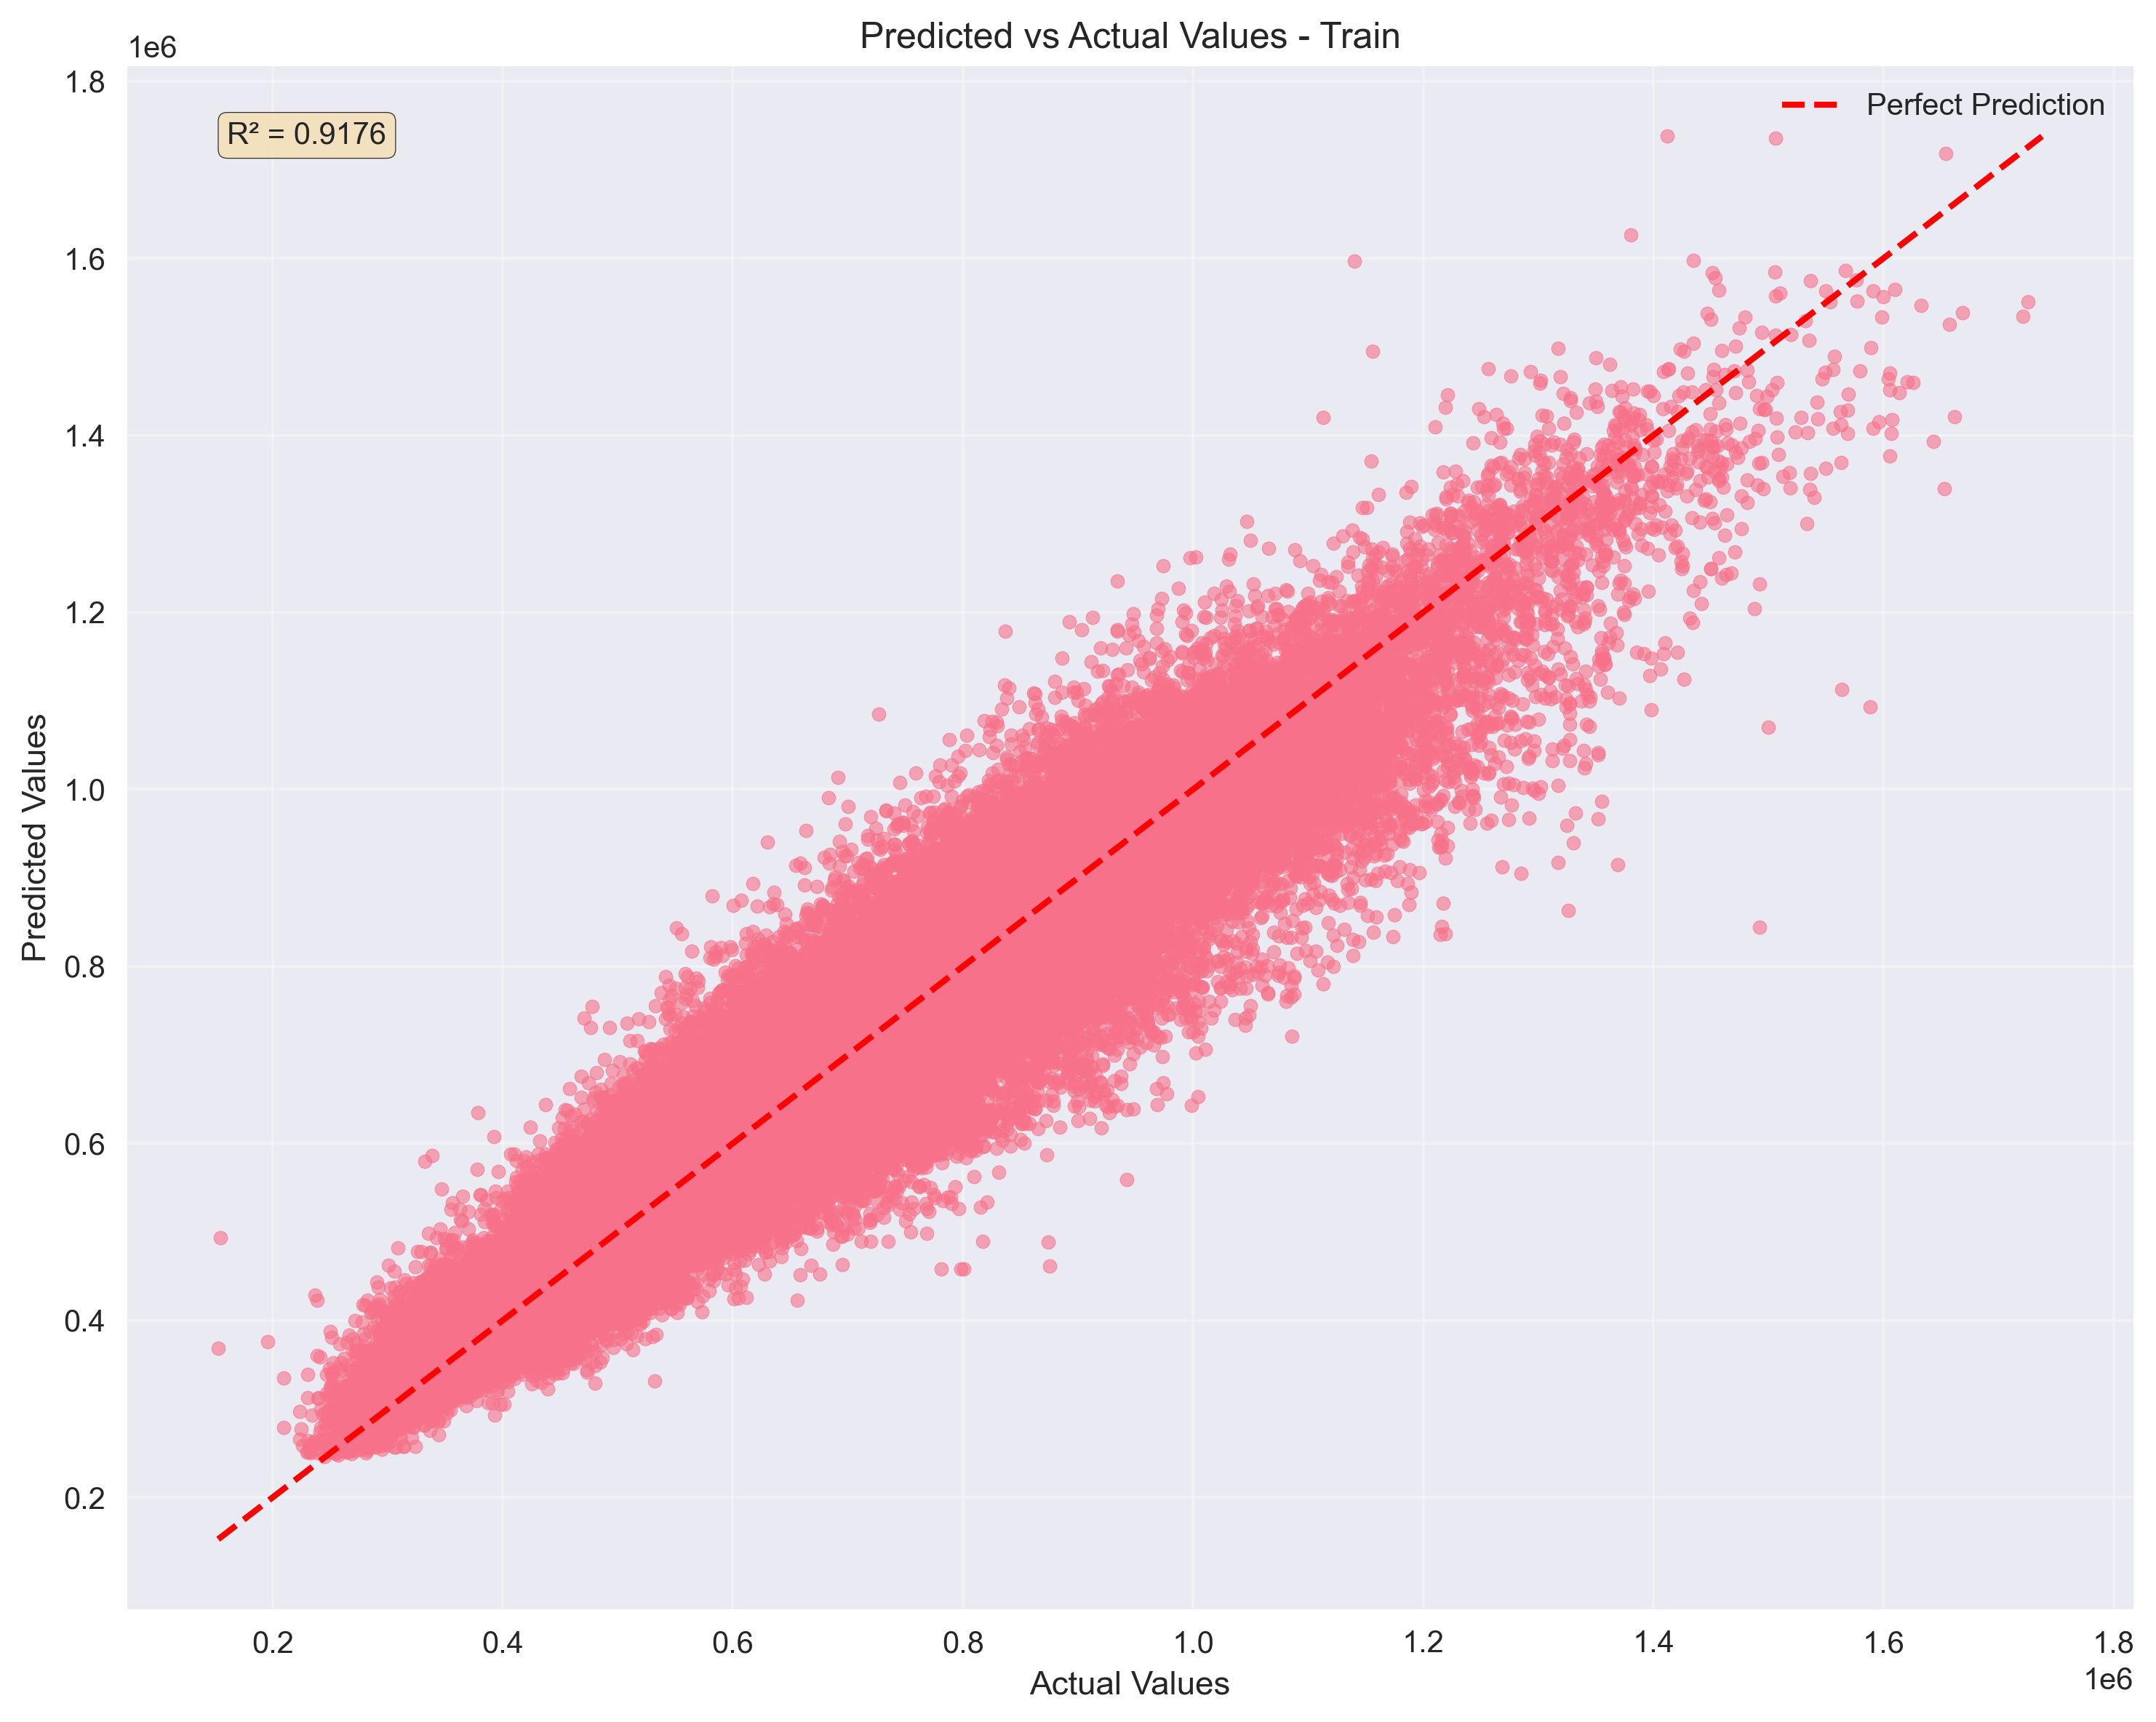 Predicted vs Actual Values - Train
1e6
1.8
1.6
1.4
1.2
1.0
0.8
0.6
0.4
0.2
R² = 0.9176
Perfect Prediction
Predicted Values
0.2 0.4 0.6 0.8 1.0 1.2 1.4 1.6 1.8
1e6
Actual Values